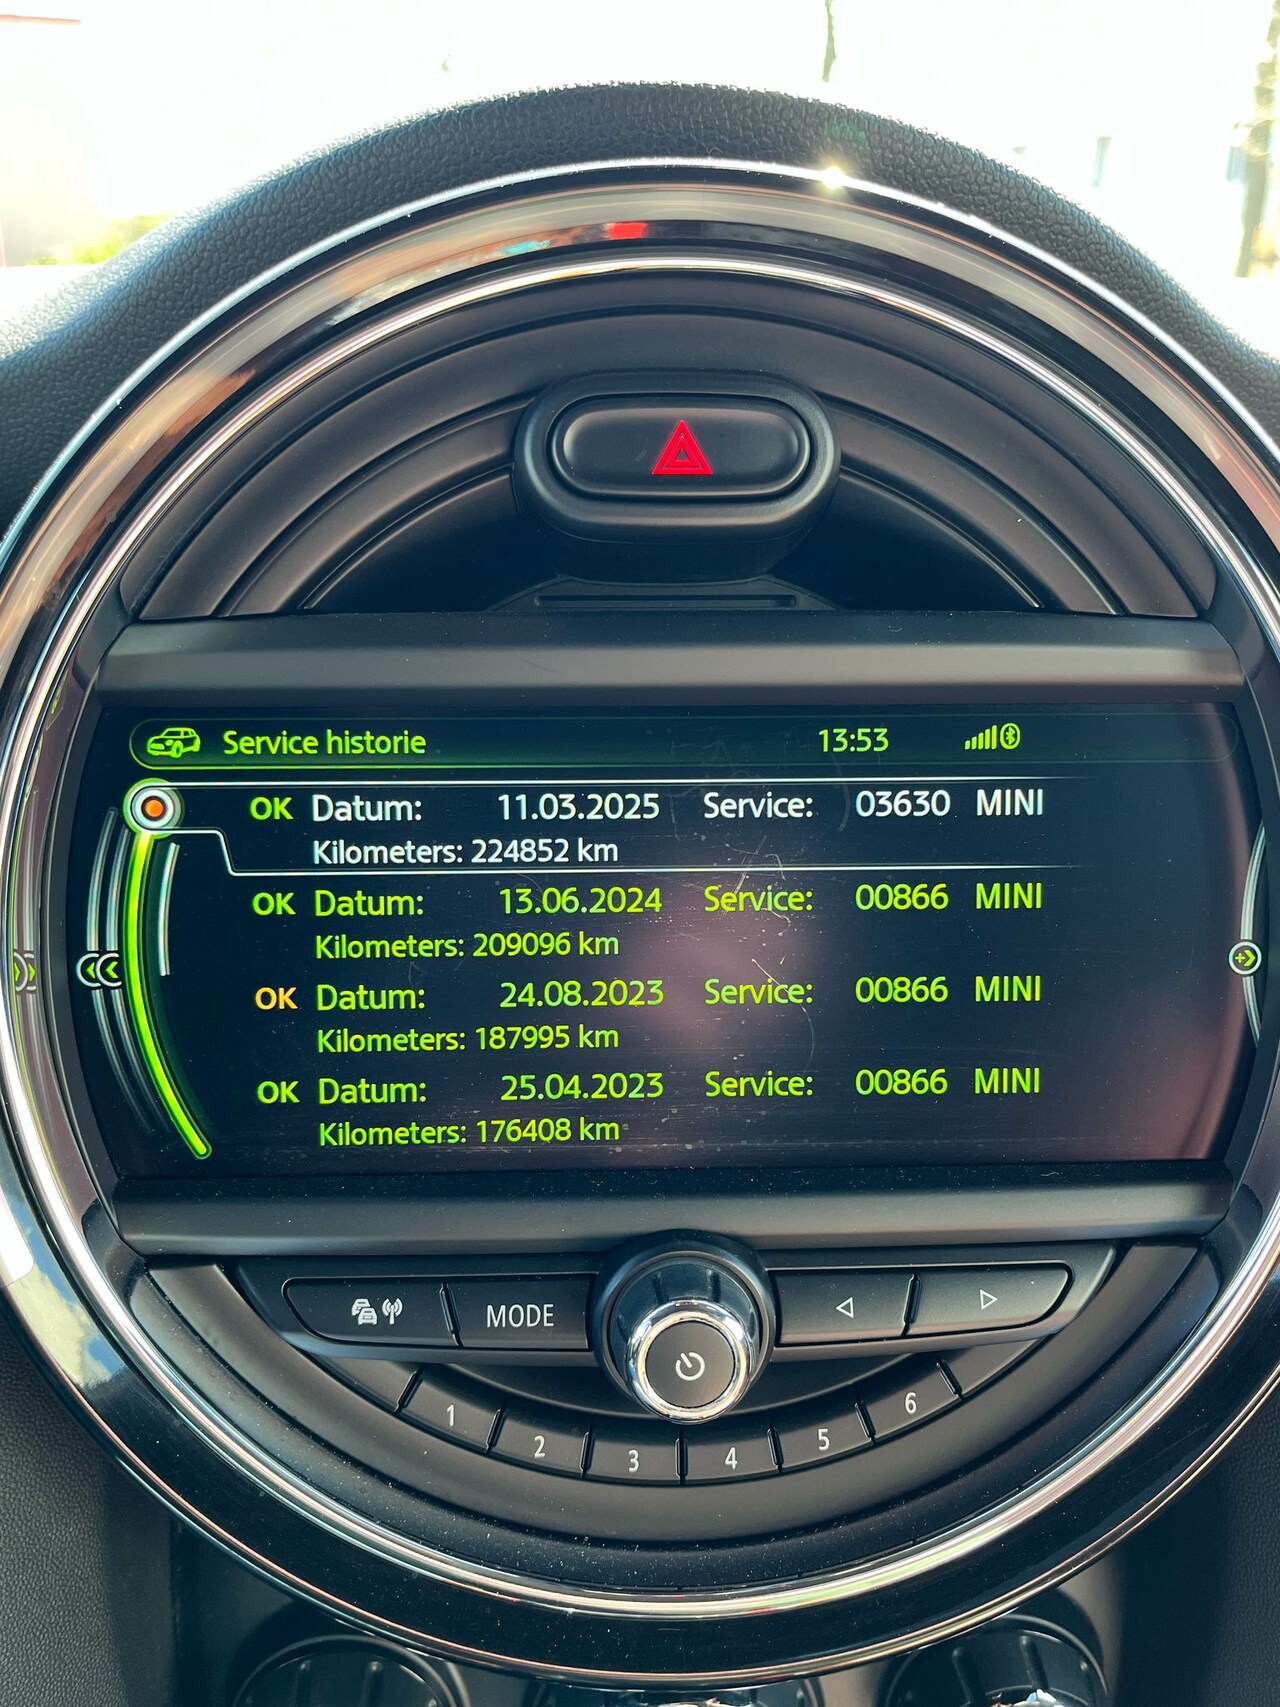 Service historie 13:53
OK Datum: 11.03.2025 Service: 03630 MINI
Kilometers: 224852 km
OK Datum: 13.06.2024 Service: 00866 MINI
Kilometers: 209096 km
OK Datum: 24.08.2023 Service: 00866 MINI
Kilometers: 187995 km
OK Datum: 25.04.2023 Service: 00866 MINI
Kilometers: 176408 km
MODE
1 2 3 4 5 6